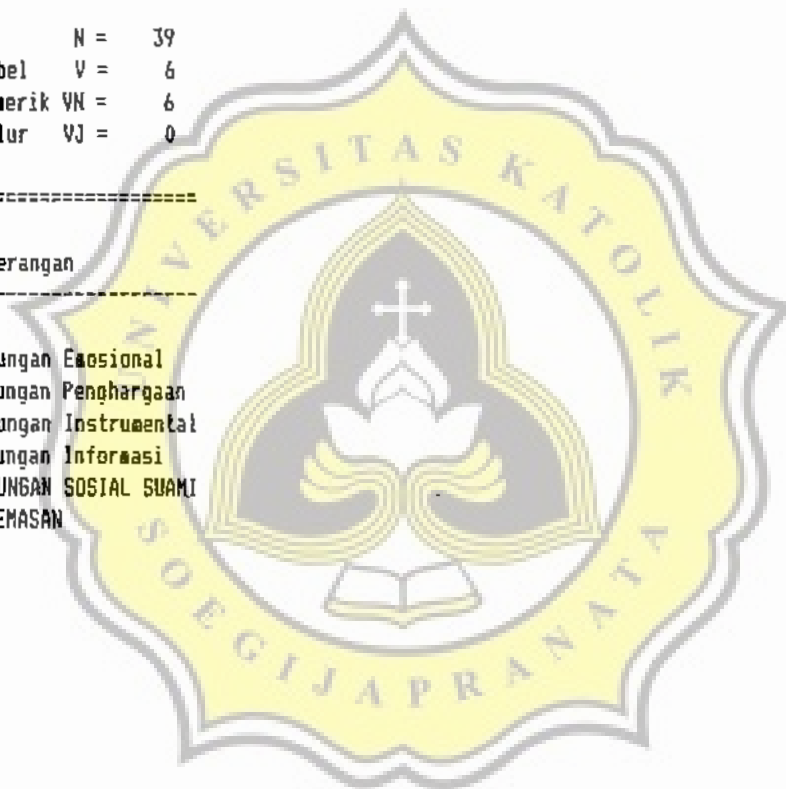 N = 39
bel V = 6
merik VN = 6
lur VJ = 0
====================
erangan
--------------------
ungan Emosional
ungan Penghargaan
ungan Instrumental
ungan Informasi
UNGAN SOSIAL SUAMI
EMASAN
UNIVERSITAS KATOLIK
SOEGIJAPRANATA